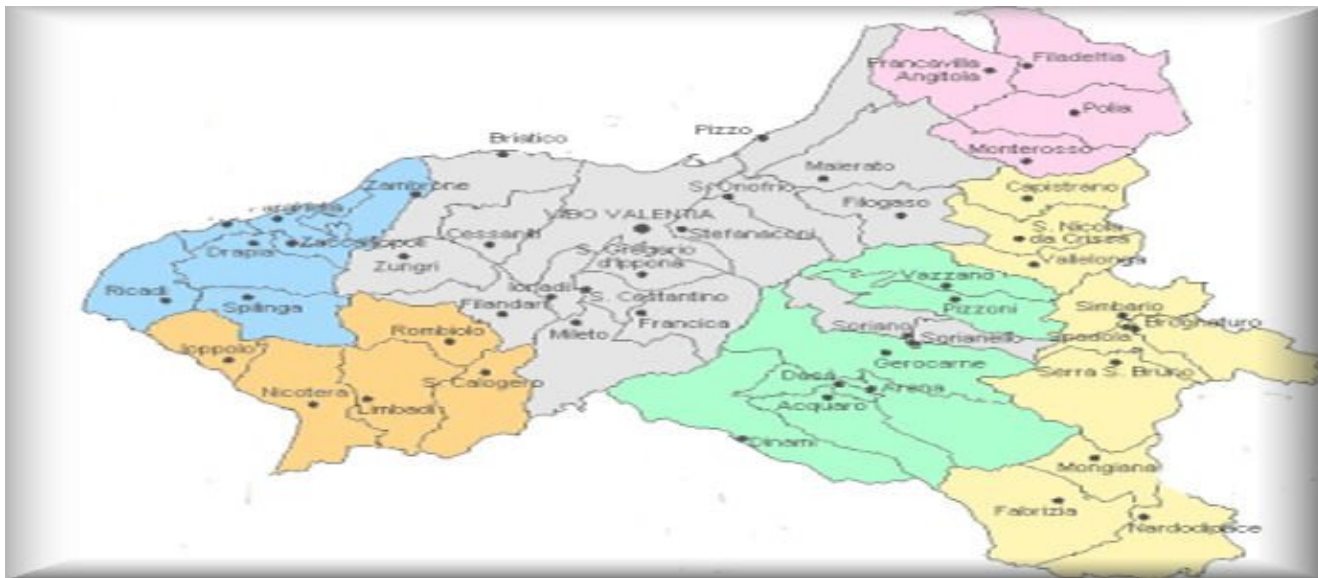 Filadelfia
Francavilla
Angitola
Polia
Pizzo
Briatico
Monterosso
Maierato
Zambrone
S. Onofrio
Capistrano
Filogaso
VIBO VALENTIA
Stefanaconi
S. Nicola
da Crissa
Cessaniti
Drapia
Zaccanopoli
S. Gregorio
d'Ippona
Zungri
Vallelonga
Vazzano
Ricadi
Spilinga
Ionadi
S. Costantino
Pizzoni
Simbario
Filandari
Francica
Brognaturo
Rombiolo
Mileto
Soriano
Sorianello
Spadola
Ioppolo
Gerocarne
Serra S. Bruno
S. Calogero
Dasà
Arena
Nicotera
Limbadi
Acquaro
Dinami
Mongiana
Fabrizia
Nardodipace